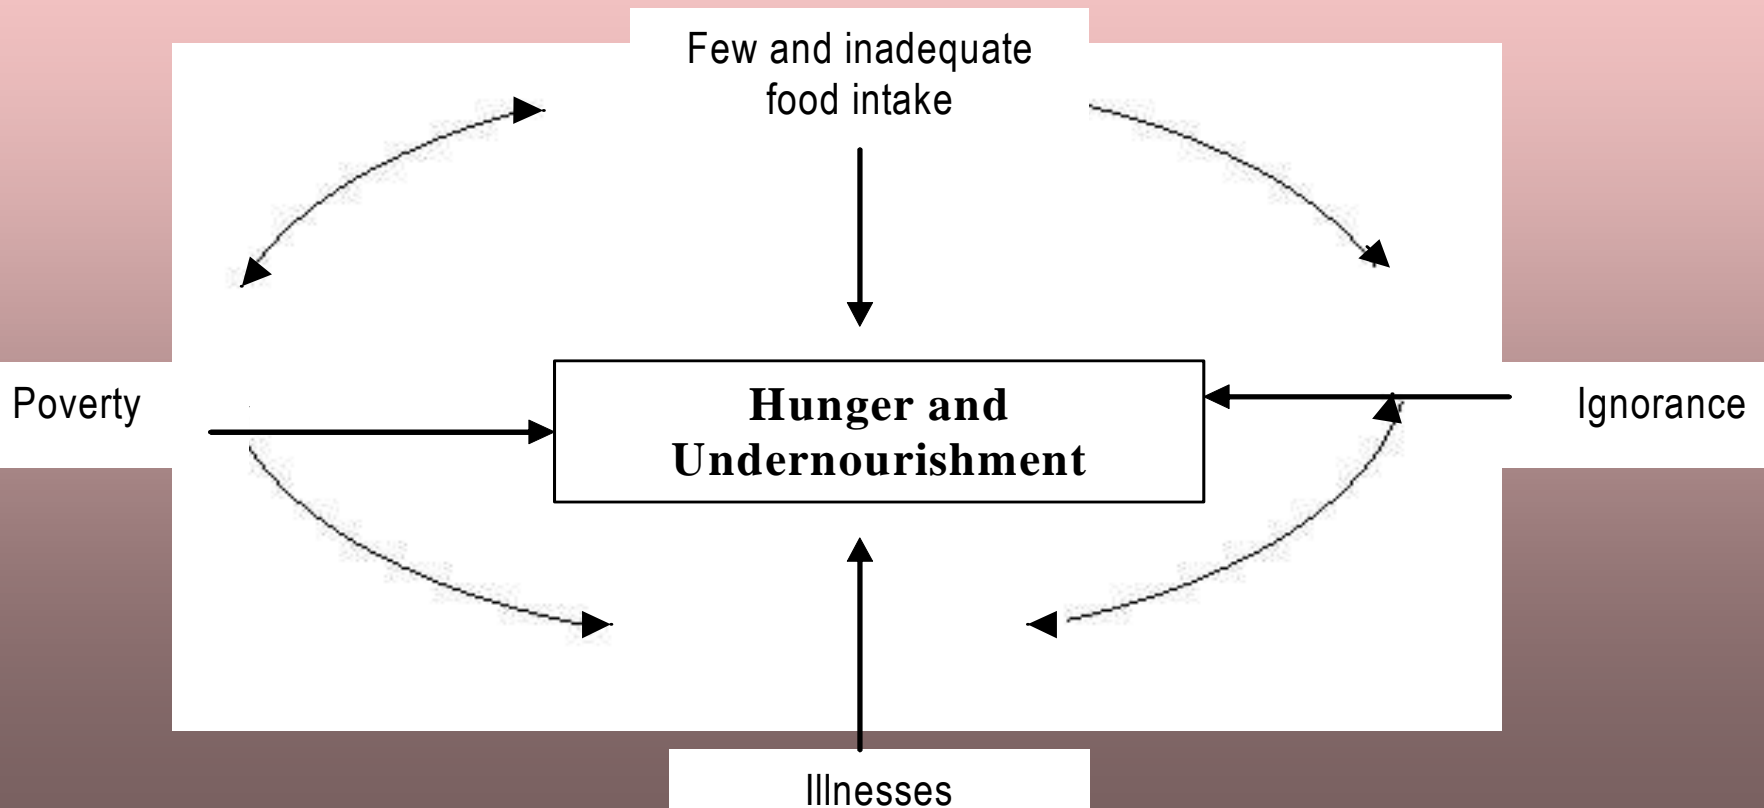 Few and inadequate
food intake
Poverty
Hunger and
Undernourishment
Ignorance
Illnesses